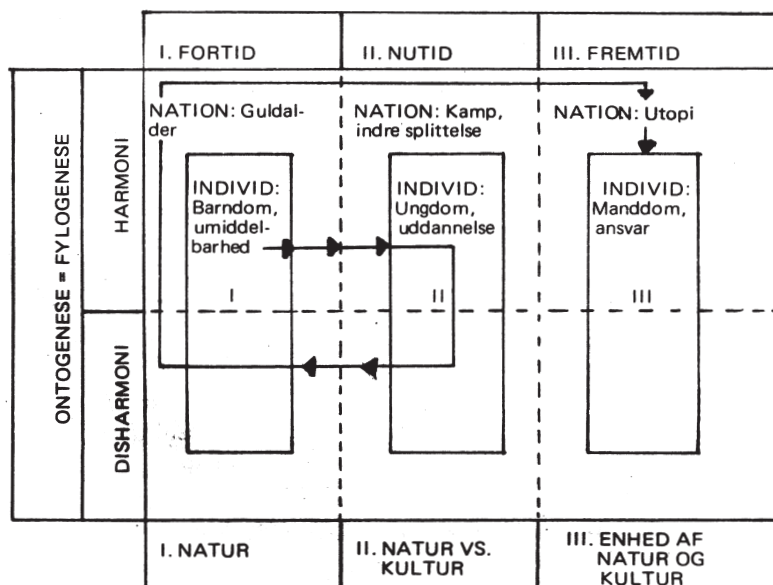 I. FORTID
II. NUTID
III. FREMTID
ONTOGENESE = FYLOGENESE
HARMONI
DISHARMONI
NATION: Guldal-
der
INDIVID:
Barndom,
umiddel-
barhed
I
NATION: Kamp,
indre splittelse
INDIVID:
Ungdom,
uddannelse
II
NATION: Utopi
INDIVID:
Manddom,
ansvar
III
I. NATUR
II. NATUR VS.
KULTUR
III. ENHED AF
NATUR OG
KULTUR